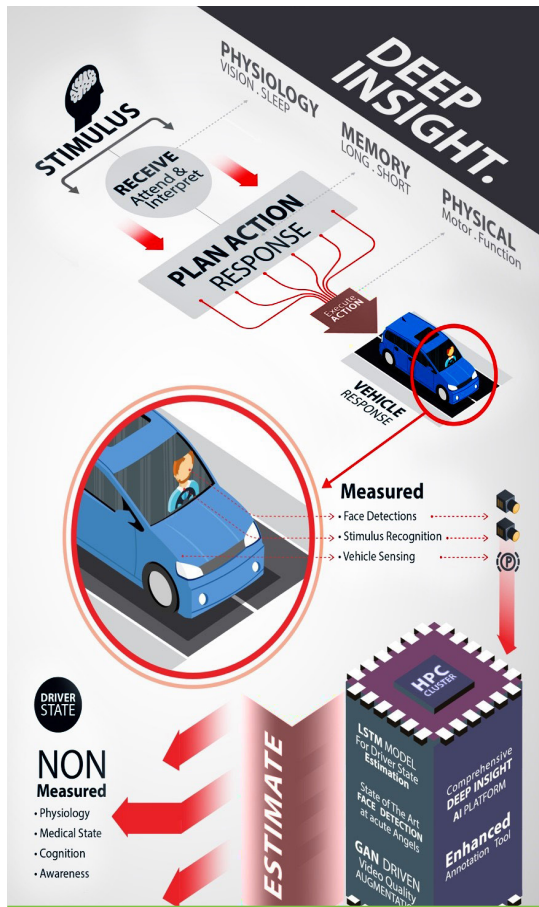 DEEP
INSIGHT.
PHYSIOLOGY
VISION . SLEEP
STIMULUS
MEMORY
LONG . SHORT
RECEIVE
Attend &
Interpret
PHYSICAL
Motor . Function
PLAN ACTION
RESPONSE
Execute
ACTION
VEHICLE
RESPONSE
Measured
• Face Detections
• Stimulus Recognition
• Vehicle Sensing
P
HPC
CLUSTER
DRIVER
STATE
NON
Measured
• Physiology
• Medical State
• Cognition
• Awareness
ESTIMATE
LSTM MODEL
For Driver State
Estimation
State of The Art
FACE DETECTION
at acute Angels
GAN DRIVEN
Video Quality
Comprehensive
DEEP INSIGHT
AI PLATFORM
Enhanced
Annotation Tool